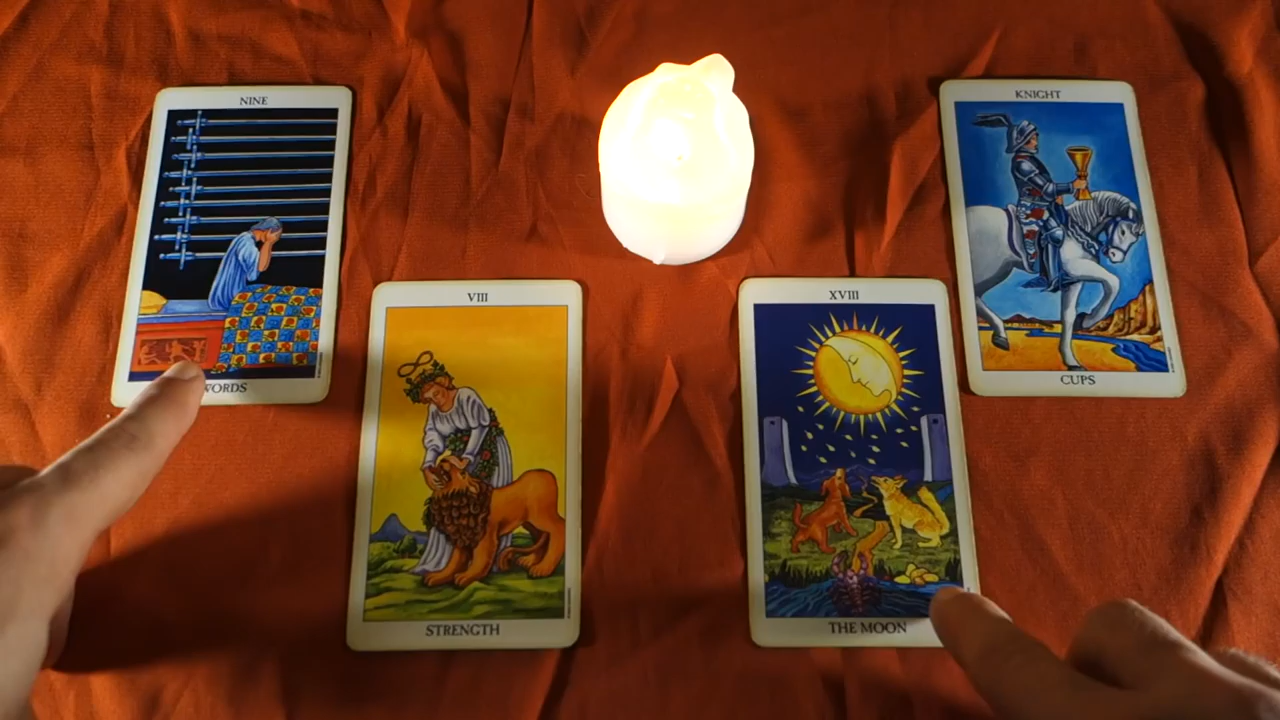 NINE
WORDS
VIII
STRENGTH
XVIII
THE MOON
KNIGHT
CUPS